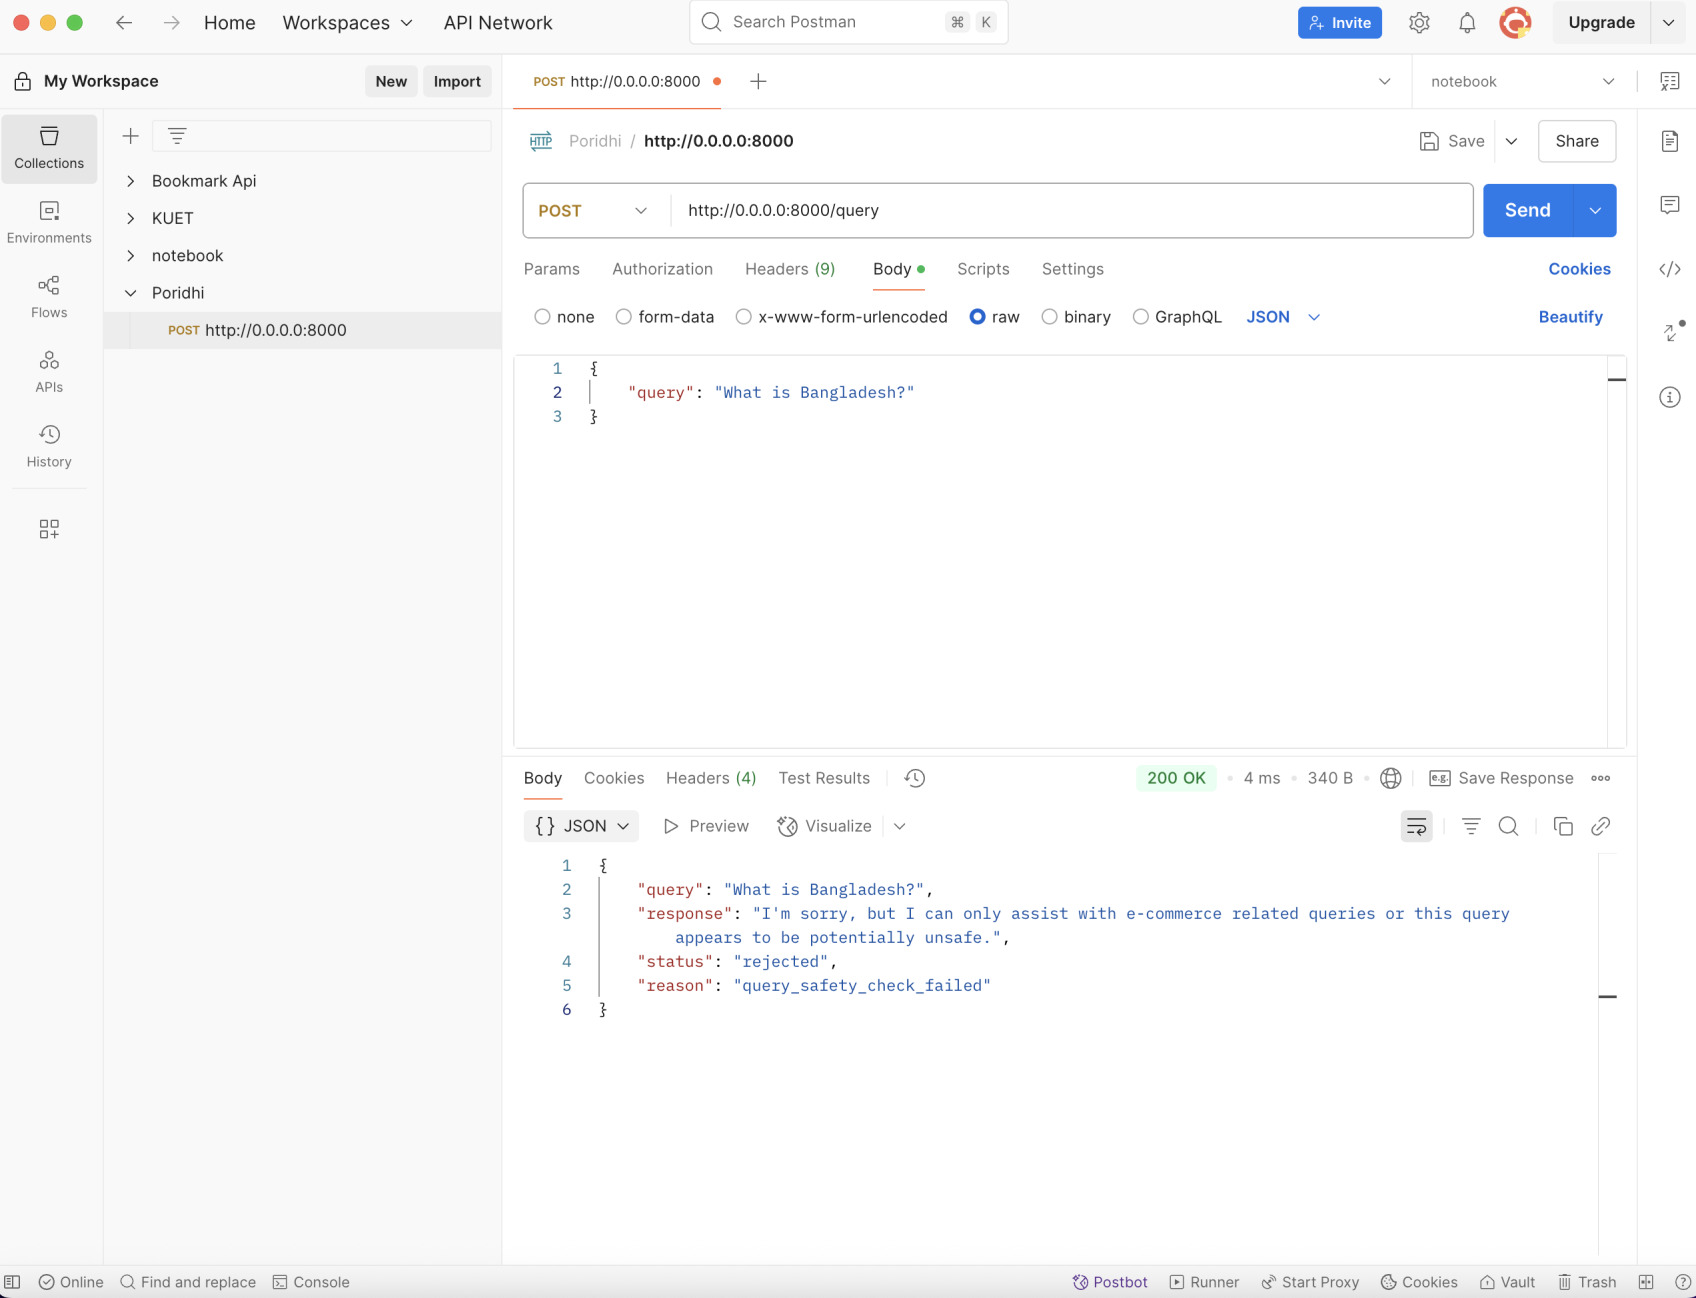 Home Workspaces API Network Search Postman ⌘ K Invite Upgrade
My Workspace New Import POST http://0.0.0.0:8000 notebook
Collections
Environments
Flows
APIs
History
Bookmark Api
KUET
notebook
Poridhi
POST http://0.0.0.0:8000
HTTP Poridhi / http://0.0.0.0:8000 Save Share
POST http://0.0.0.0:8000/query Send
Params Authorization Headers (9) Body Scripts Settings Cookies
none form-data x-www-form-urlencoded raw binary GraphQL JSON Beautify
1 {
2 "query": "What is Bangladesh?"
3 }
Body Cookies Headers (4) Test Results 200 OK 4 ms 340 B e.g. Save Response
{} JSON Preview Visualize
1 {
2 "query": "What is Bangladesh?",
3 "response": "I'm sorry, but I can only assist with e-commerce related queries or this query
appears to be potentially unsafe.",
4 "status": "rejected",
5 "reason": "query_safety_check_failed"
6 }
Online Find and replace Console Postbot Runner Start Proxy Cookies Vault Trash